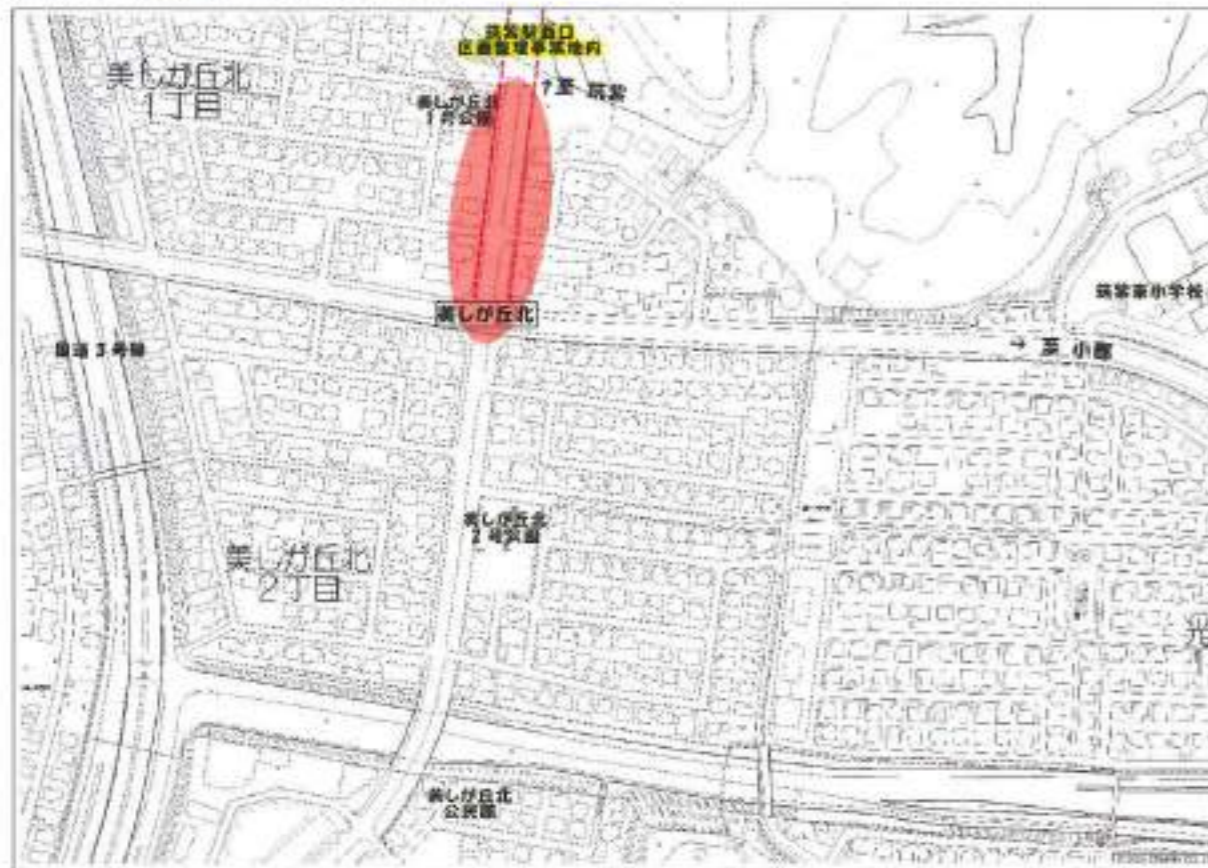 筑紫駅西口
区画整理事業地内
↑至 筑紫
美しが丘北
1丁目
美しが丘北
1号公園
美しが丘北
筑紫東小学校
国道3号線
→ 至 小郡
美しが丘北
2号公園
美しが丘北
2丁目
光
美しが丘北
公民館